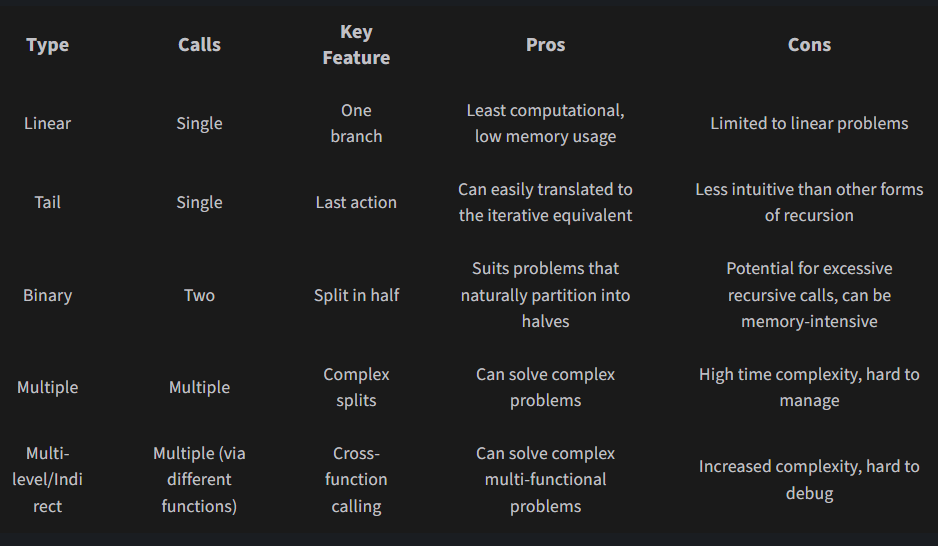 Type Calls Key Feature Pros Cons
Linear Single One branch Least computational, low memory usage Limited to linear problems
Tail Single Last action Can easily translated to the iterative equivalent Less intuitive than other forms of recursion
Binary Two Split in half Suits problems that naturally partition into halves Potential for excessive recursive calls, can be memory-intensive
Multiple Multiple Complex splits Can solve complex problems High time complexity, hard to manage
Multi-level/Indirect Multiple (via different functions) Cross-function calling Can solve complex multi-functional problems Increased complexity, hard to debug